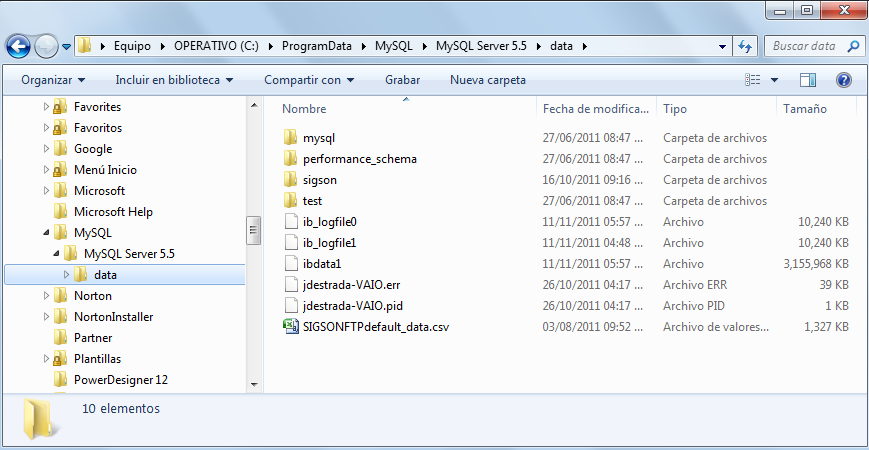 Equipo OPERATIVO (C:) ProgramData MySQL MySQL Server 5.5 data Buscar data
Organizar Incluir en biblioteca Compartir con Grabar Nueva carpeta
Favorites
Favoritos
Google
Menú Inicio
Microsoft
Microsoft Help
MySQL
MySQL Server 5.5
data
Norton
NortonInstaller
Partner
Plantillas
PowerDesigner 12
Nombre Fecha de modifica... Tipo Tamaño
mysql 27/06/2011 08:47 ... Carpeta de archivos
performance_schema 27/06/2011 08:47 ... Carpeta de archivos
sigson 16/10/2011 09:16 ... Carpeta de archivos
test 27/06/2011 08:47 ... Carpeta de archivos
ib_logfile0 11/11/2011 05:57 ... Archivo 10,240 KB
ib_logfile1 11/11/2011 04:48 ... Archivo 10,240 KB
ibdata1 11/11/2011 05:57 ... Archivo 3,155,968 KB
jdestrada-VAIO.err 26/10/2011 04:17 ... Archivo ERR 39 KB
jdestrada-VAIO.pid 26/10/2011 04:17 ... Archivo PID 1 KB
SIGSONFTPdefault_data.csv 03/08/2011 09:52 ... Archivo de valores... 1,327 KB
10 elementos